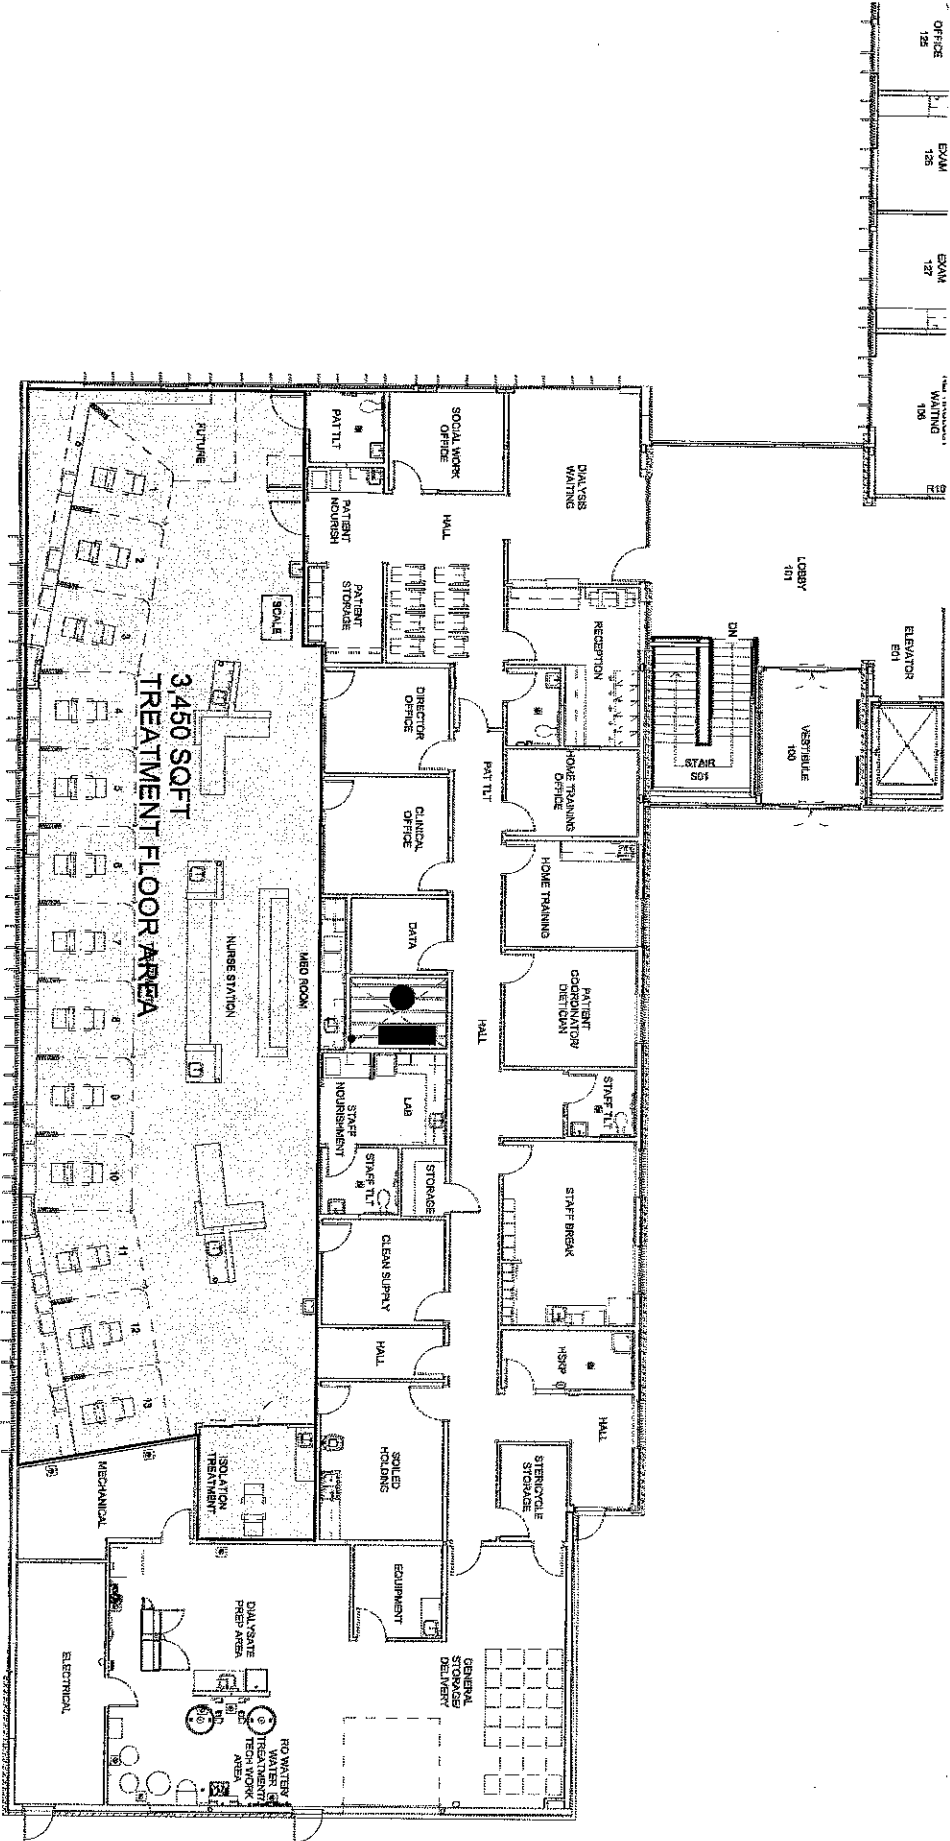 OFFICE
125
EXAM
126
EXAM
127
WAITING
106
R10
LOBBY
101
ELEVATOR
E01
VESTIBULE
100
DN
STAIR
S01
DIALYSIS
WAITING
SOCIAL WORK
OFFICE
PAT TLT
FUTURE
PATIENT
NOURISH
HALL
PATIENT
STORAGE
SCALE
RECEPTION
DIRECTOR
OFFICE
PAT TLT
HOME TRAINING
OFFICE
CLINICAL
OFFICE
HOME TRAINING
DATA
PATIENT
COORDINATOR/
DIETICIAN
HALL
MED ROOM
NURSE STATION
3,450 SQFT
TREATMENT FLOOR AREA
1
2
3
4
5
6
7
8
9
10
11
12
13
LAB
STAFF
NOURISHMENT
STAFF TLT
STAFF TLT
STORAGE
STAFF BREAK
CLEAN SUPPLY
HALL
HSKP
HALL
SOILED
HOLDING
STERICYCLE
STORAGE
ISOLATION
TREATMENT
MECHANICAL
EQUIPMENT
DIALYSATE
PREP AREA
ELECTRICAL
GENERAL
STORAGE/
DELIVERY
RO WATER/
WATER
TREATMENT/
TECH WORK
AREA